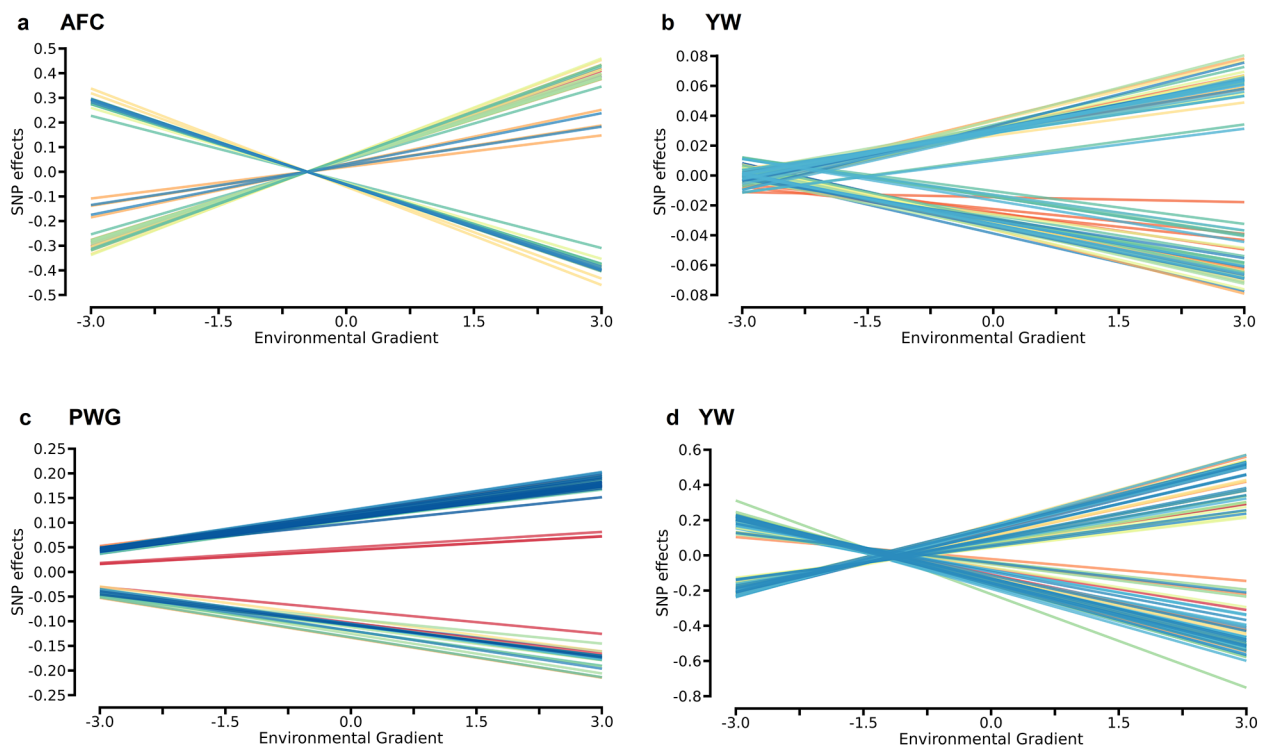 a AFC
0.5
0.4
0.3
0.2
0.1
0.0
-0.1
-0.2
-0.3
-0.4
-0.5
SNP effects
-3.0 -1.5 0.0 1.5 3.0
Environmental Gradient
b YW
0.08
0.06
0.04
0.02
0.00
-0.02
-0.04
-0.06
-0.08
SNP effects
-3.0 -1.5 0.0 1.5 3.0
Environmental Gradient
c PWG
0.25
0.20
0.15
0.10
0.05
0.00
-0.05
-0.10
-0.15
-0.20
-0.25
SNP effects
-3.0 -1.5 0.0 1.5 3.0
Environmental Gradient
d YW
0.6
0.4
0.2
0.0
-0.2
-0.4
-0.6
-0.8
SNP effects
-3.0 -1.5 0.0 1.5 3.0
Environmental Gradient